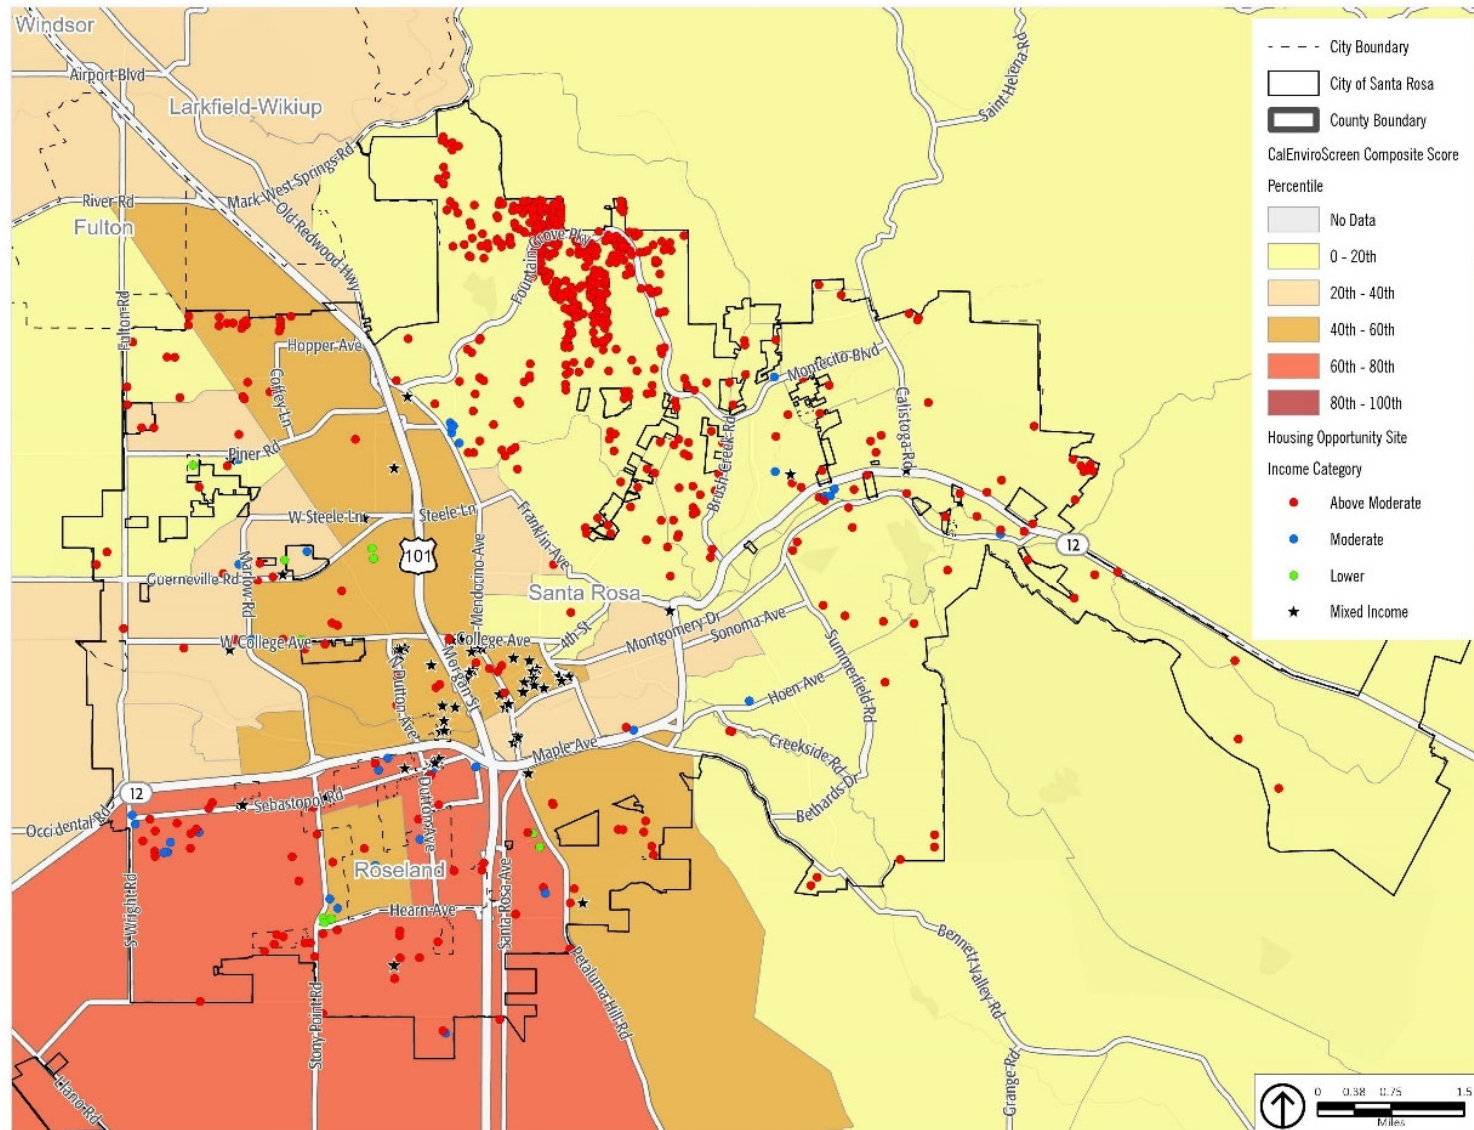 Windsor
Airport Blvd
Larkfield-Wikiup
Mark West Springs Rd
River Rd
Old Redwood Hwy
Fulton
Fulton Rd
Saint Helena Rd
Fountain Grove Pky
Hopper Ave
Coffey Ln
Piner Rd
Montecito Blvd
Calistoga Rd
Brush Creek Rd
W Steele Ln
Steele Ln
Franklin Ave
101
12
Guerneville Rd
Marlow Rd
Mendocino Ave
Santa Rosa
W College Ave
College Ave
4th St
Montgomery Dr
Sonoma Ave
Summerfield Rd
N Dutton Ave
Morgan St
Hoen Ave
Maple Ave
Creekside Rd
Bethards Dr
12
Occidental Rd
Sebastopol Rd
Dutton Ave
Roseland
Hearn Ave
S Wright Rd
Santa Rosa Ave
Stony Point Rd
Petaluma Hill Rd
Bennett Valley Rd
Grange Rd
Llano Rd
City Boundary
City of Santa Rosa
County Boundary
CalEnviroScreen Composite Score
Percentile
No Data
0 - 20th
20th - 40th
40th - 60th
60th - 80th
80th - 100th
Housing Opportunity Site
Income Category
Above Moderate
Moderate
Lower
Mixed Income
0 0.38 0.75 1.5
Miles